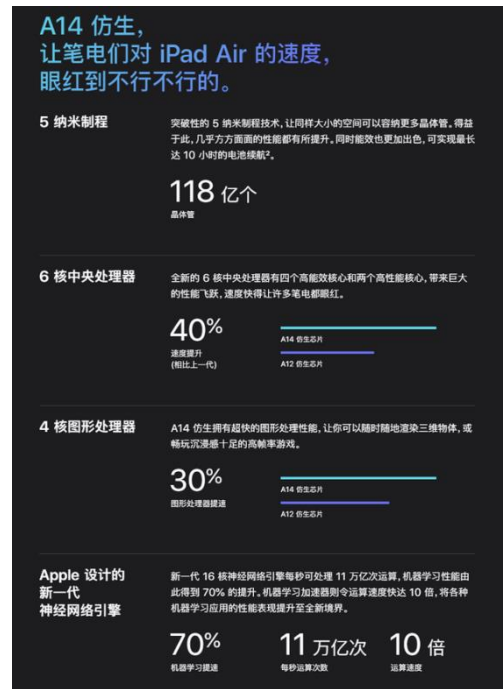 A14 仿生，
让笔电们对 iPad Air 的速度，
眼红到不行不行的。
5 纳米制程
突破性的 5 纳米制程技术，让同样大小的空间可以容纳更多晶体管。得益
于此，几乎方方面面的性能都有所提升。同时能效也更加出色，可实现最长
达 10 小时的电池续航²。
118 亿个
晶体管
6 核中央处理器
全新的 6 核中央处理器有四个高能效核心和两个高性能核心，带来巨大
的性能飞跃，速度快得让许多笔电都眼红。
40%
速度提升
(相比上一代)
A14 仿生芯片
A12 仿生芯片
4 核图形处理器
A14 仿生拥有超快的图形处理性能，让你可以随时随地渲染三维物体，或
畅玩沉浸感十足的高帧率游戏。
30%
图形处理器提速
A14 仿生芯片
A12 仿生芯片
Apple 设计的
新一代
神经网络引擎
新一代 16 核神经网络引擎每秒可处理 11 万亿次运算，机器学习性能由
此得到 70% 的提升。机器学习加速器则令运算速度快达 10 倍，将各种
机器学习应用的性能表现提升至全新境界。
70%
机器学习提速
11 万亿次
每秒运算次数
10 倍
运算速度